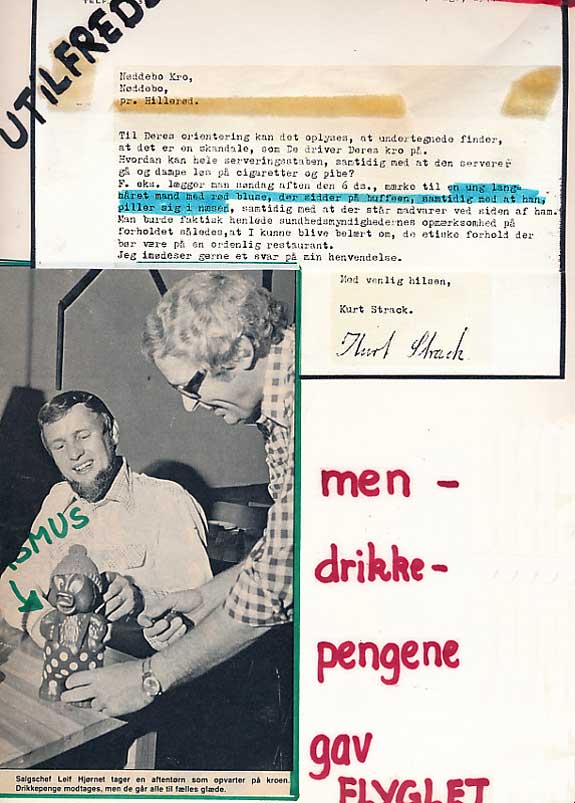 UTILFREDS
Nøddebo Kro,
Nøddebo,
pr. Hillerød.
Til Deres orientering kan det oplyses, at undertegnede finder,
at det er en skandale, som De driver Deres kro på.
Hvordan kan hele serveringsstaben, samtidig med at den serverer
gå og dampe løs på cigaretter og pibe?
F. eks. lægger man søndag aften den 6 ds., mærke til en ung lang-
håret mand med rød bluse, der sidder på buffeen, samtidig med at han,
piller sig i næsen, samtidig med at der står madvarer ved siden af ham.
Man burde faktisk henlede sundhedsmyndighedernes opmærksomhed på
forholdet således,at I kunne blive belært om, de etiske forhold der
bør være på en ordenlig restaurant.
Jeg imødeser gerne et svar på min henvendelse.
Med venlig hilsen,
Kurt Strack.
Kurt Strack
men -
drikke-
pengene
gav
FLYGLET
SMUS
Salgschef Leif Hjørnet tager en aftentørn som opvarter på kroen.
Drikkepenge modtages, men de går alle til fælles glæde.